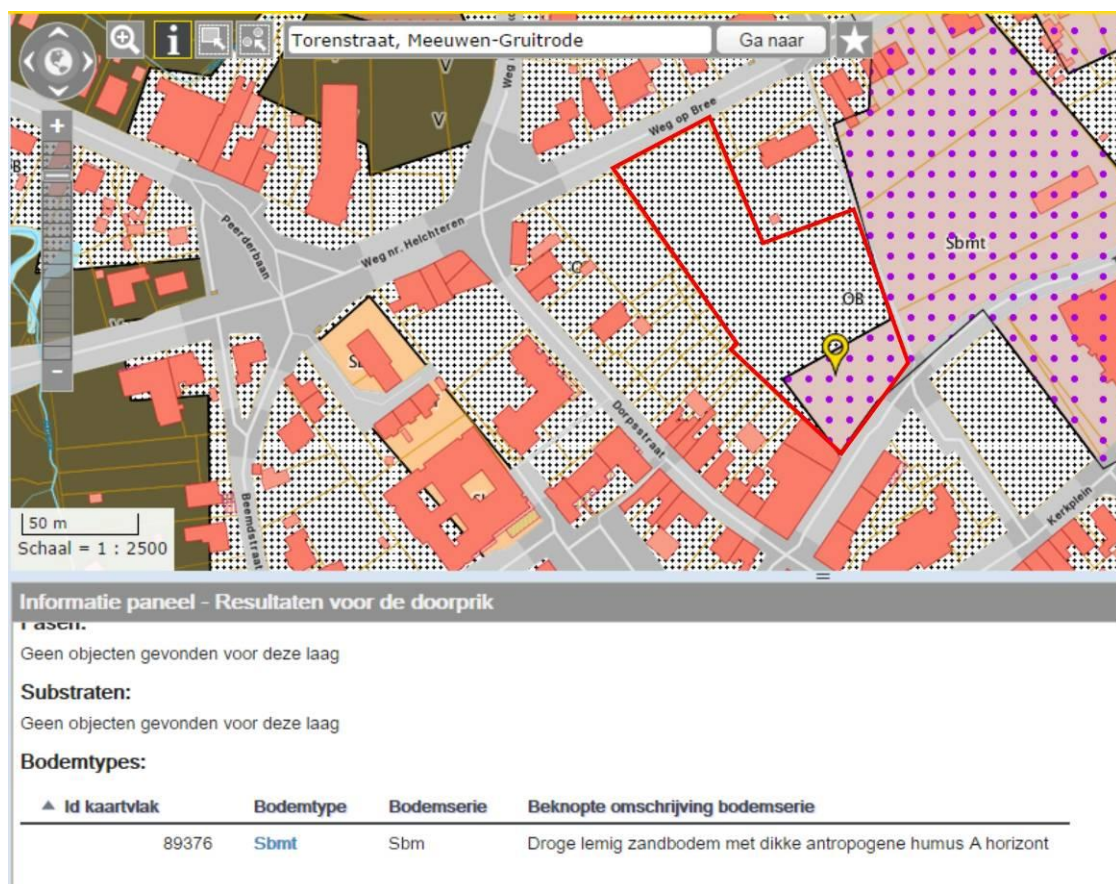 Torenstraat, Meeuwen-Gruitrode
Ga naar
V
V
Weg op Bree
Peerderbaan
Weg nr. Helchteren
Sbmt
OB
Dorpsstraat
Beemdstraat
Kerkplein
50 m
Schaal = 1 : 2500
Informatie paneel - Resultaten voor de doorprik
Geen objecten gevonden voor deze laag
Substraten:
Geen objecten gevonden voor deze laag
Bodemtypes:
Id kaartvlak Bodemtype Bodemserie Beknopte omschrijving bodemserie
89376 Sbmt Sbm Droge lemig zandbodem met dikke antropogene humus A horizont